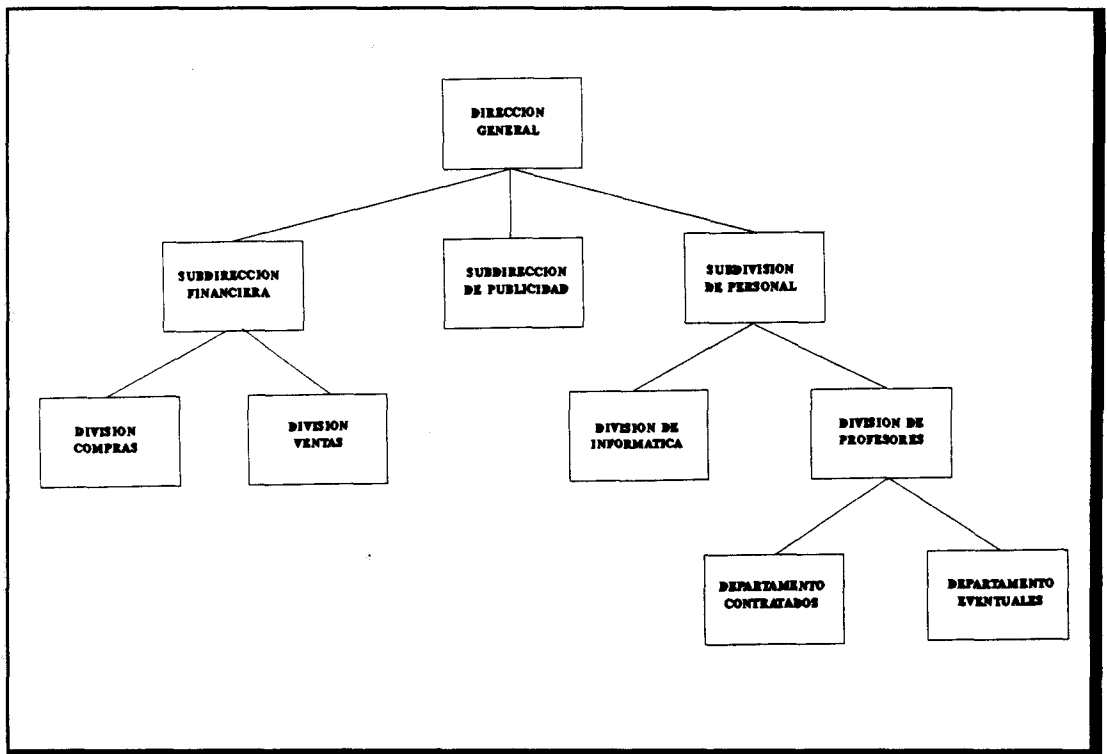 DIRECCION
GENERAL
SUBDIRECCION
FINANCIERA
SUBDIRECCION
DE PUBLICIDAD
SUBDIVISION
DE PERSONAL
DIVISION
COMPRAS
DIVISION
VENTAS
DIVISION DE
INFORMATICA
DIVISION DE
PROFESORES
DEPARTAMENTO
CONTRATADOS
DEPARTAMENTO
EVENTUALES